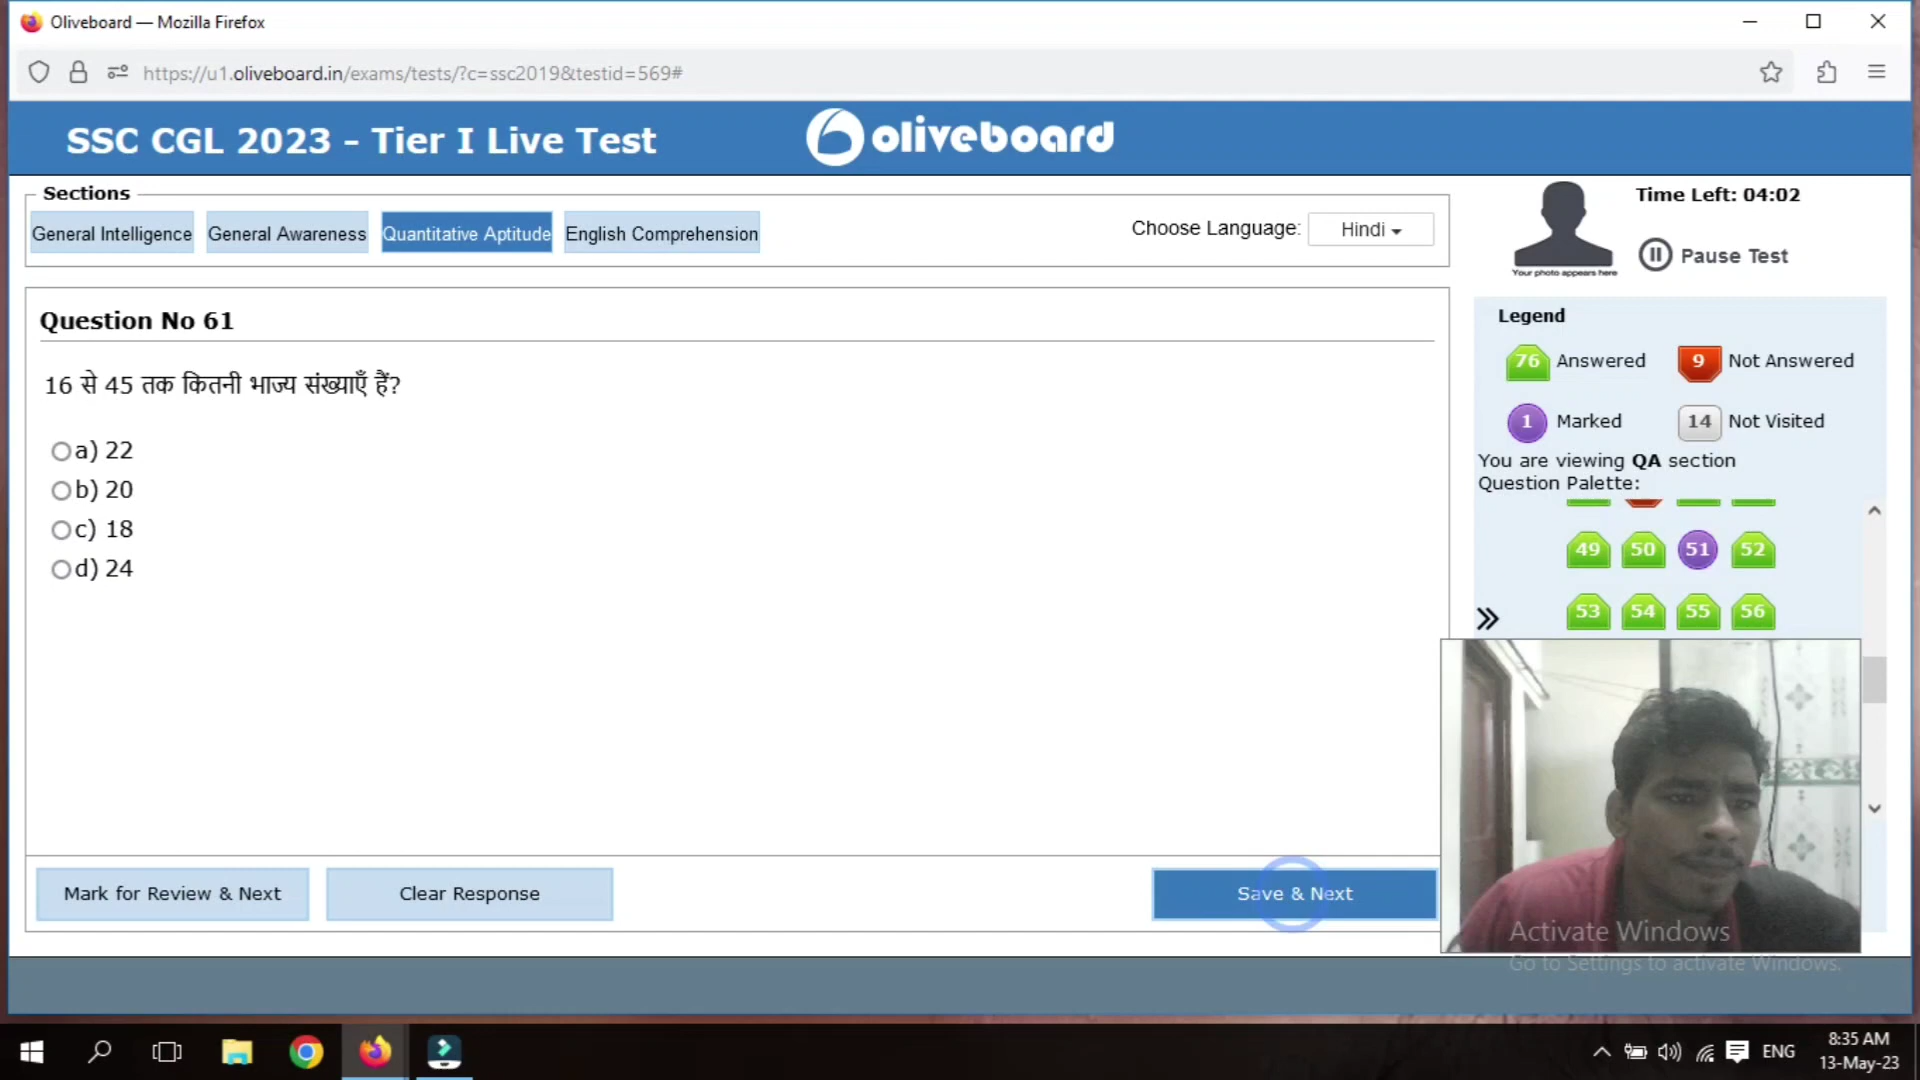 Oliveboard — Mozilla Firefox
https://u1.oliveboard.in/exams/tests/?c=ssc2019&testid=569#
SSC CGL 2023 - Tier I Live Test
oliveboard
Sections
General Intelligence General Awareness Quantitative Aptitude English Comprehension
Choose Language: Hindi
Time Left: 04:02
Your photo appears here
Pause Test
Question No 61
16 से 45 तक कितनी भाज्य संख्याएँ हैं?
a) 22
b) 20
c) 18
d) 24
Legend
76 Answered 9 Not Answered
1 Marked 14 Not Visited
You are viewing QA section
Question Palette:
49 50 51 52
53 54 55 56
Mark for Review & Next Clear Response Save & Next
Activate Windows
Go to Settings to activate Windows.
ENG
8:35 AM
13-May-23